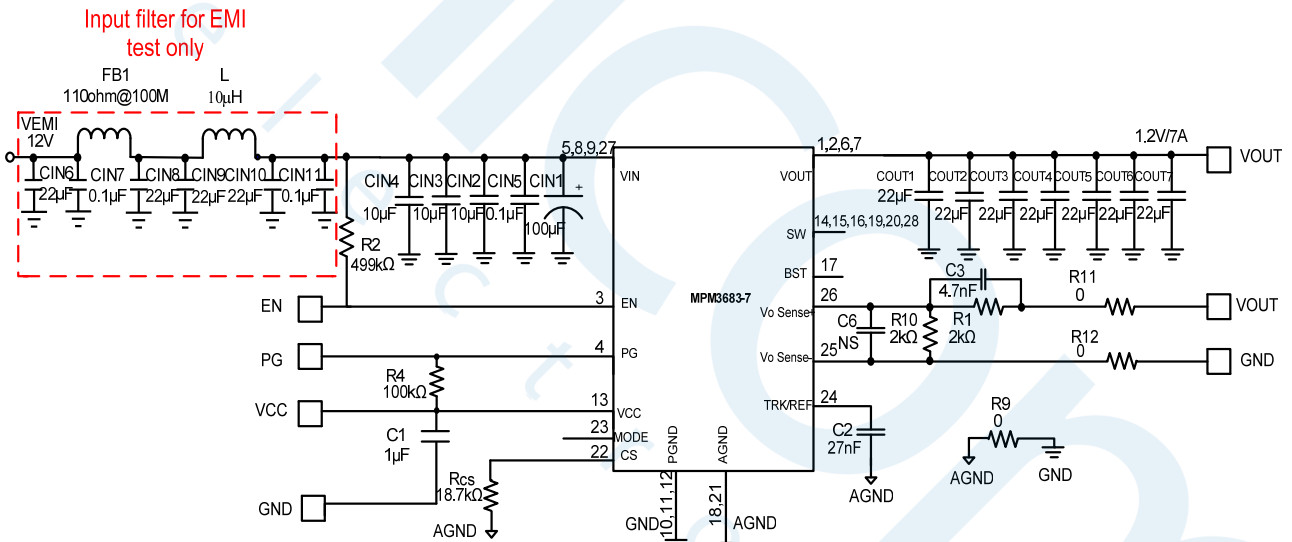 Input filter for EMI
test only
FB1
110ohm@100M
L
10µH
VEMI
12V
CIN6
22µF
CIN7
0.1µF
CIN8
22µF
CIN9
22µF
CIN10
22µF
CIN11
0.1µF
R2
499kΩ
CIN4
10µF
CIN3
10µF
CIN2
10µF
CIN5
0.1µF
CIN1
+
100µF
5,8,9,27
VIN
1,2,6,7
VOUT
1.2V/7A
VOUT
COUT1
22µF
COUT2
22µF
COUT3
22µF
COUT4
22µF
COUT5
22µF
COUT6
22µF
COUT7
22µF
14,15,16,19,20,28
SW
17
BST
MPM3683-7
EN
3
EN
26
Vo Sense+
C6
NS
R10
2kΩ
C3
4.7nF
R1
2kΩ
R11
0
VOUT
PG
4
PG
25
Vo Sense-
R12
0
GND
R4
100kΩ
VCC
13
VCC
24
TRK/REF
C2
27nF
AGND
23
MODE
22
CS
C1
1µF
Rcs
18.7kΩ
AGND
GND
PGND
AGND
10,11,12
GND
18,21
AGND
R9
0
AGND
GND